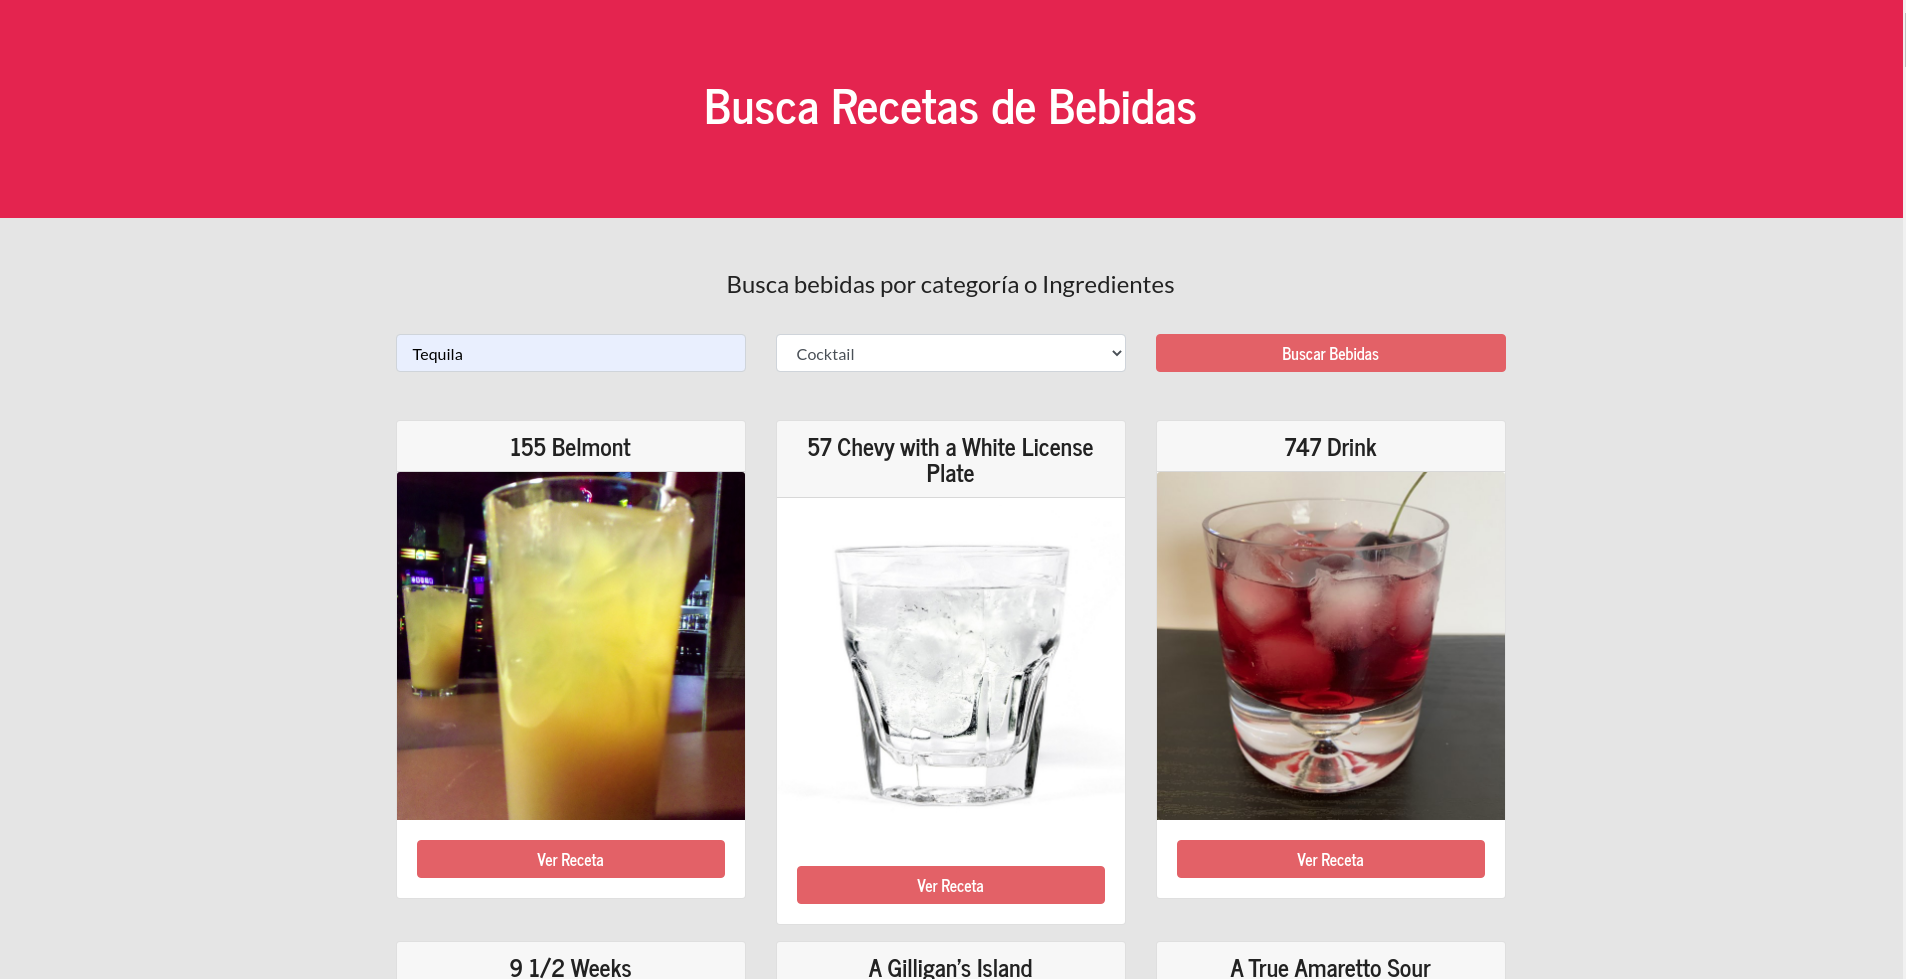 Busca Recetas de Bebidas
Busca bebidas por categoría o Ingredientes
Tequila
Cocktail
Buscar Bebidas
155 Belmont
57 Chevy with a White License
Plate
747 Drink
Ver Receta
Ver Receta
Ver Receta
9 1/2 Weeks
A Gilligan's Island
A True Amaretto Sour